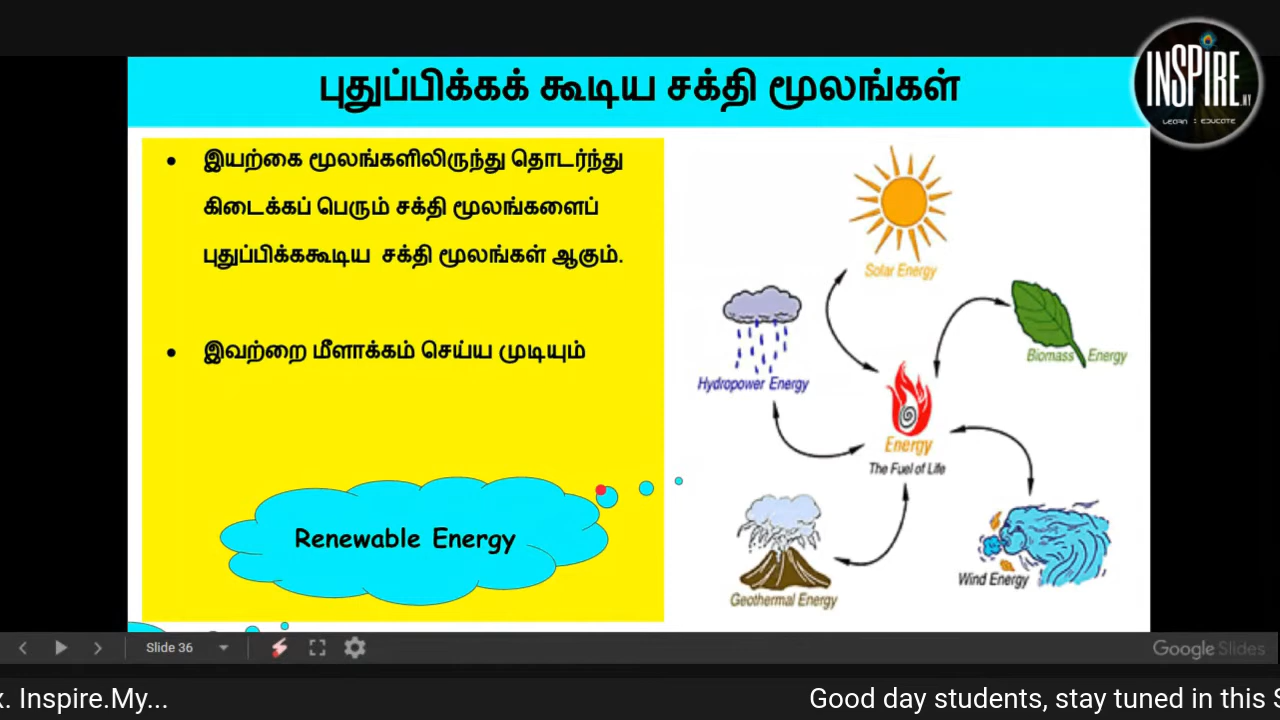 புதுப்பிக்கக் கூடிய சக்தி மூலங்கள்
INSPIRE.MY
LEARN : EDUCATE
• இயற்கை மூலங்களிலிருந்து தொடர்ந்து
கிடைக்கப் பெரும் சக்தி மூலங்களைப்
புதுப்பிக்ககூடிய சக்தி மூலங்கள் ஆகும்.
• இவற்றை மீளாக்கம் செய்ய முடியும்
Renewable Energy
Solar Energy
Biomass Energy
Hydropower Energy
Energy
The Fuel of Life
Wind Energy
Geothermal Energy
Slide 36
Google Slides
x. Inspire.My...
Good day students, stay tuned in this S